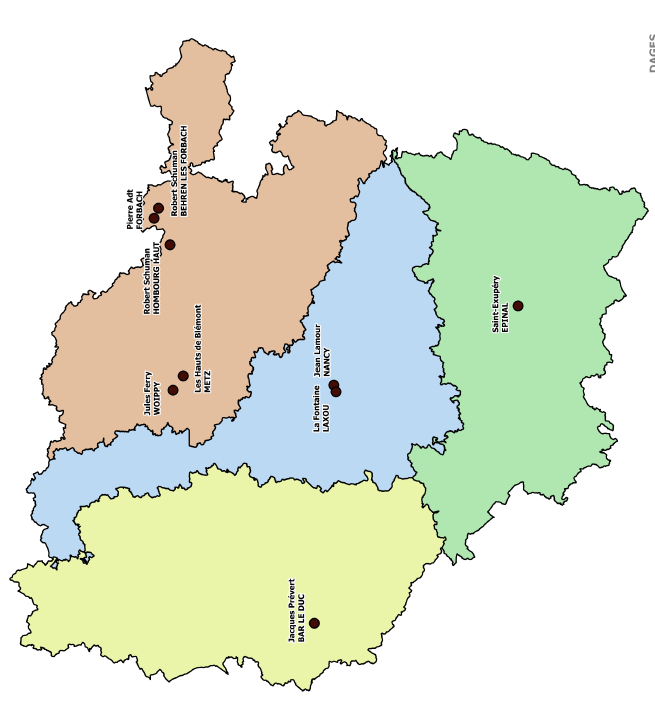 DAGES
Robert Schuman
BEHREN LES FORBACH
Pierre Adt
FORBACH
Robert Schuman
HOMBOURG HAUT
Jules Ferry
WOIPPY
Les Hauts de Blémont
METZ
Jean Lamour
NANCY
La Fontaine
LAXOU
Saint-Exupéry
EPINAL
Jacques Prévert
BAR LE DUC